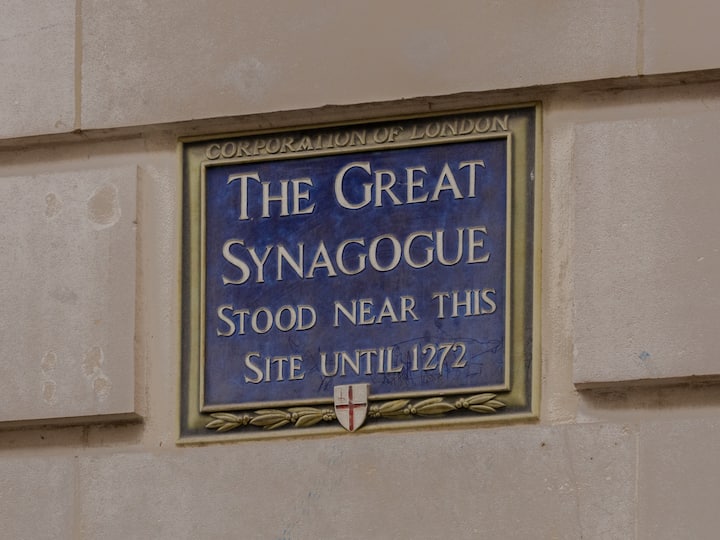 CORPORATION OF LONDON
THE GREAT
SYNAGOGUE
STOOD NEAR THIS
SITE UNTIL 1272